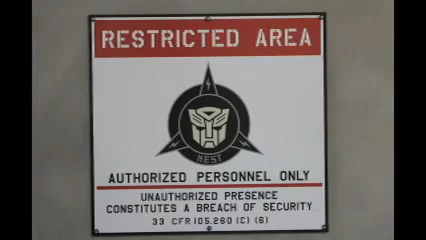 RESTRICTED AREA
NEST
AUTHORIZED PERSONNEL ONLY
UNAUTHORIZED PRESENCE
CONSTITUTES A BREACH OF SECURITY
33 CFR 105.260 (C) (6)